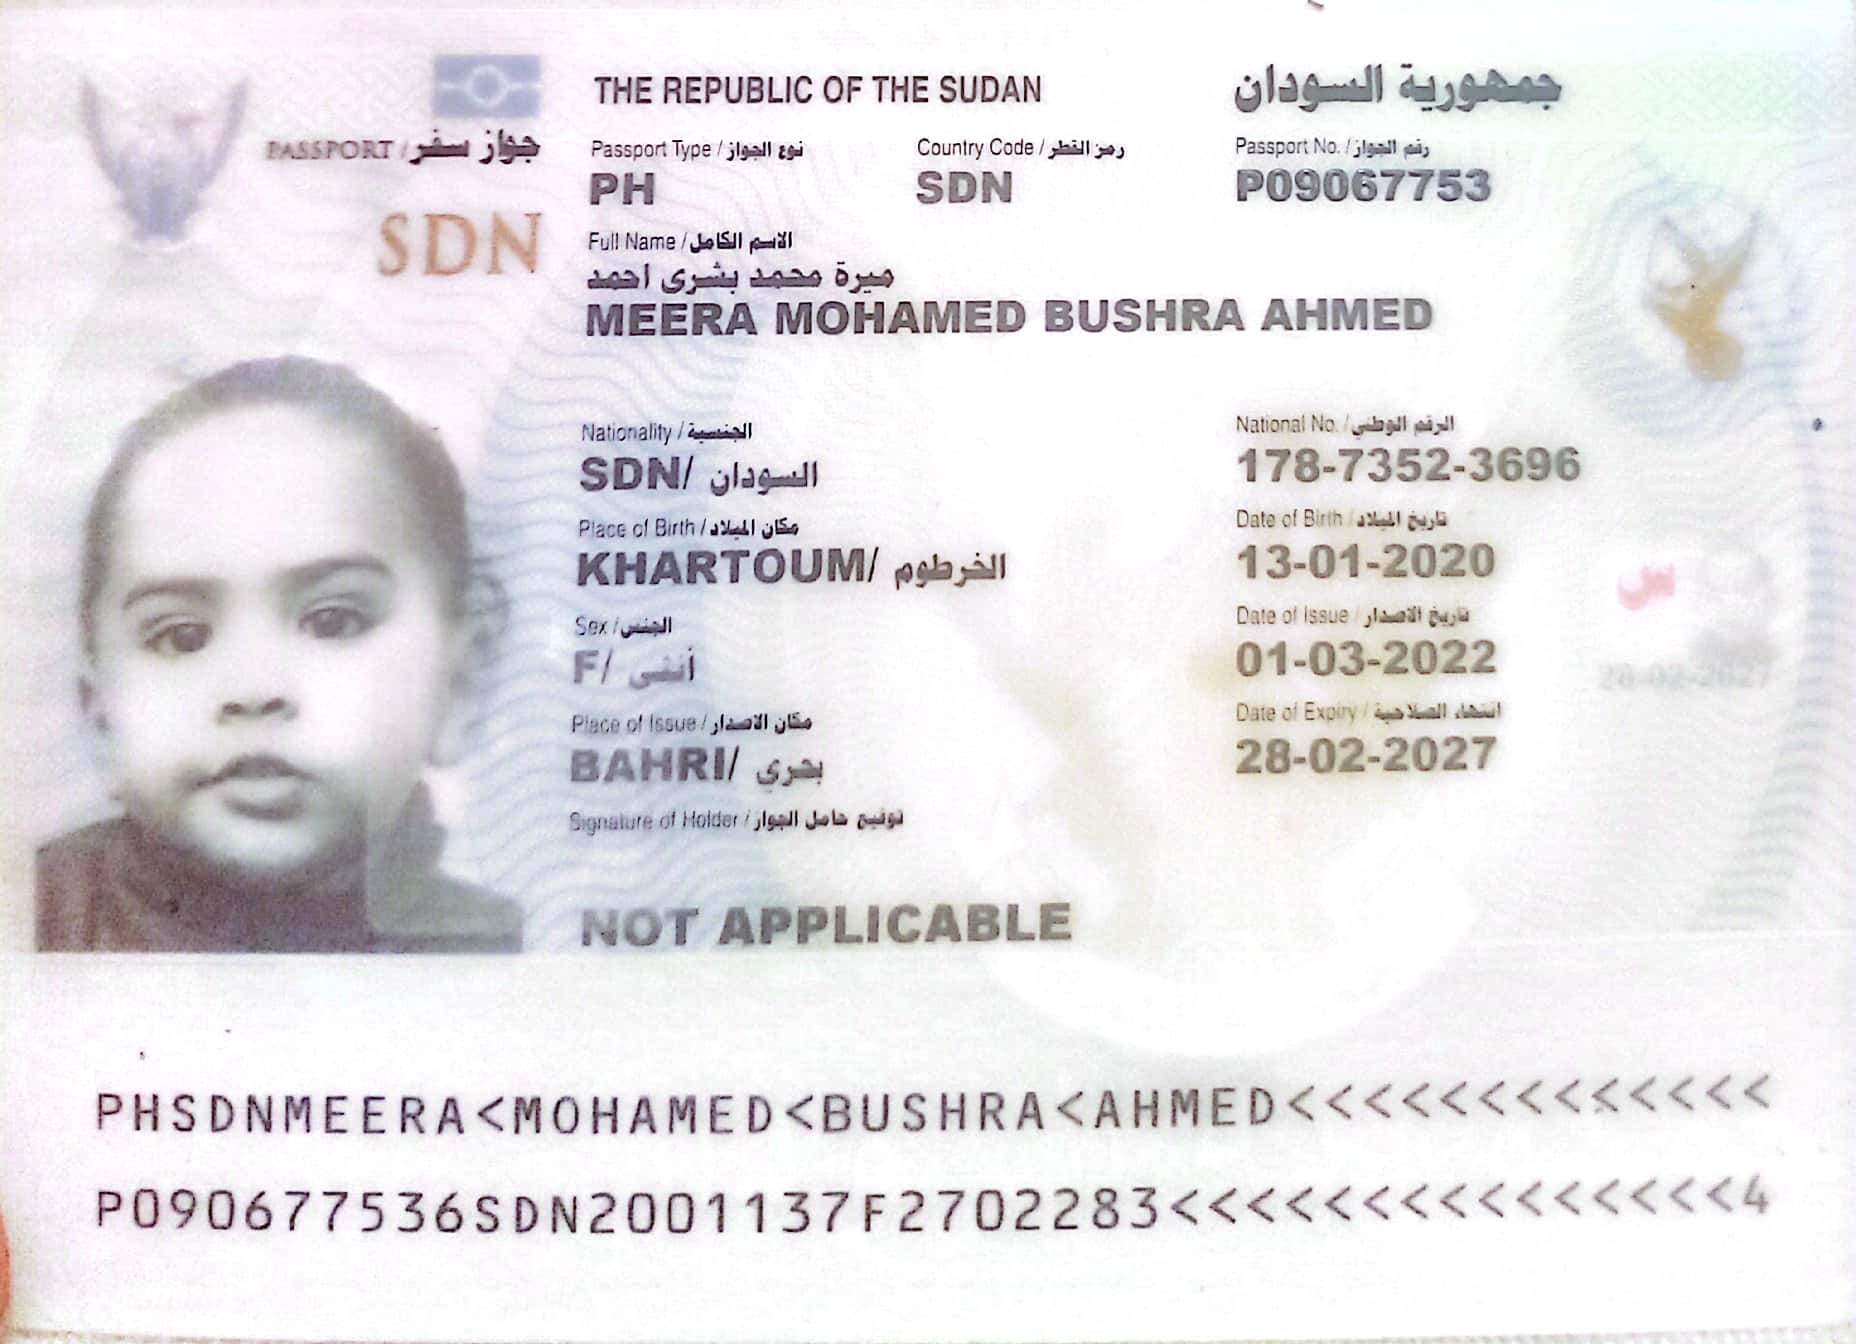 THE REPUBLIC OF THE SUDAN جمهورية السودان
PASSPORT / جواز سفر
SDN
Passport Type / نوع الجواز Country Code / رمز القطر Passport No. / رقم الجواز
PH SDN P09067753
Full Name / الاسم الكامل
ميرة محمد بشرى احمد
MEERA MOHAMED BUSHRA AHMED
Nationality / الجنسية National No. / الرقم الوطني
SDN/ السودان 178-7352-3696
Place of Birth / مكان الميلاد Date of Birth / تاريخ الميلاد
KHARTOUM/ الخرطوم 13-01-2020
Sex / الجنس Date of Issue / تاريخ الاصدار
F/ أنثى 01-03-2022
Place of Issue / مكان الاصدار Date of Expiry / انتهاء الصلاحية
BAHRI/ بحري 28-02-2027
س
28-02-2027
Signature of Holder / توقيع حامل الجواز
NOT APPLICABLE
PHSDNMEERA<MOHAMED<BUSHRA<AHMED<<<<<<<<<<<<<
P090677536SDN2001137F2702283<<<<<<<<<<<<<<<4